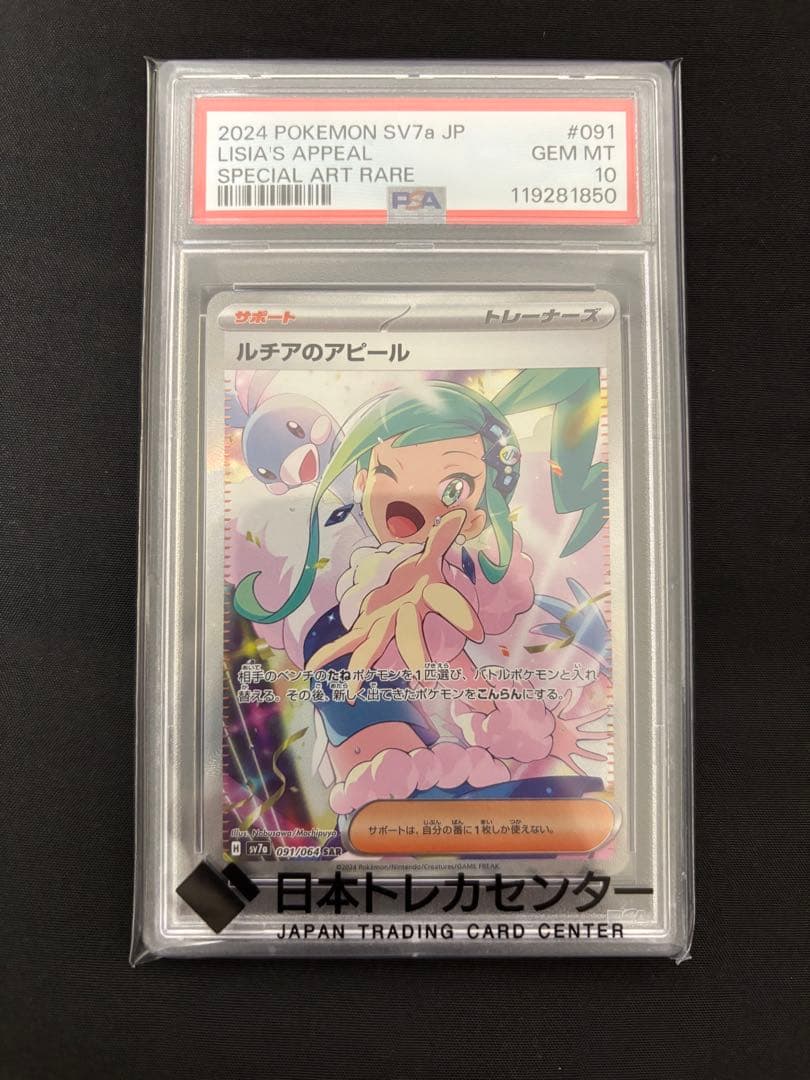 2024 POKEMON SV7a JP #091
LISIA'S APPEAL GEM MT
SPECIAL ART RARE 10
PSA 119281850
サポート トレーナーズ
ルチアのアピール
相手のベンチのたねポケモンを1匹選び、バトルポケモンと入れ
替える。その後、新しく出てきたポケモンをこんらんにする。
サポートは、自分の番に1枚しか使えない。
Illus. Nobusawa/Mochipuyo
H sv7a 091/064 SAR
©2024 Pokémon/Nintendo/Creatures/GAME FREAK.
日本トレカセンター
JAPAN TRADING CARD CENTER